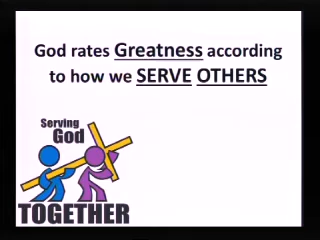 God rates Greatness according
to how we SERVE OTHERS
Serving
God
TOGETHER